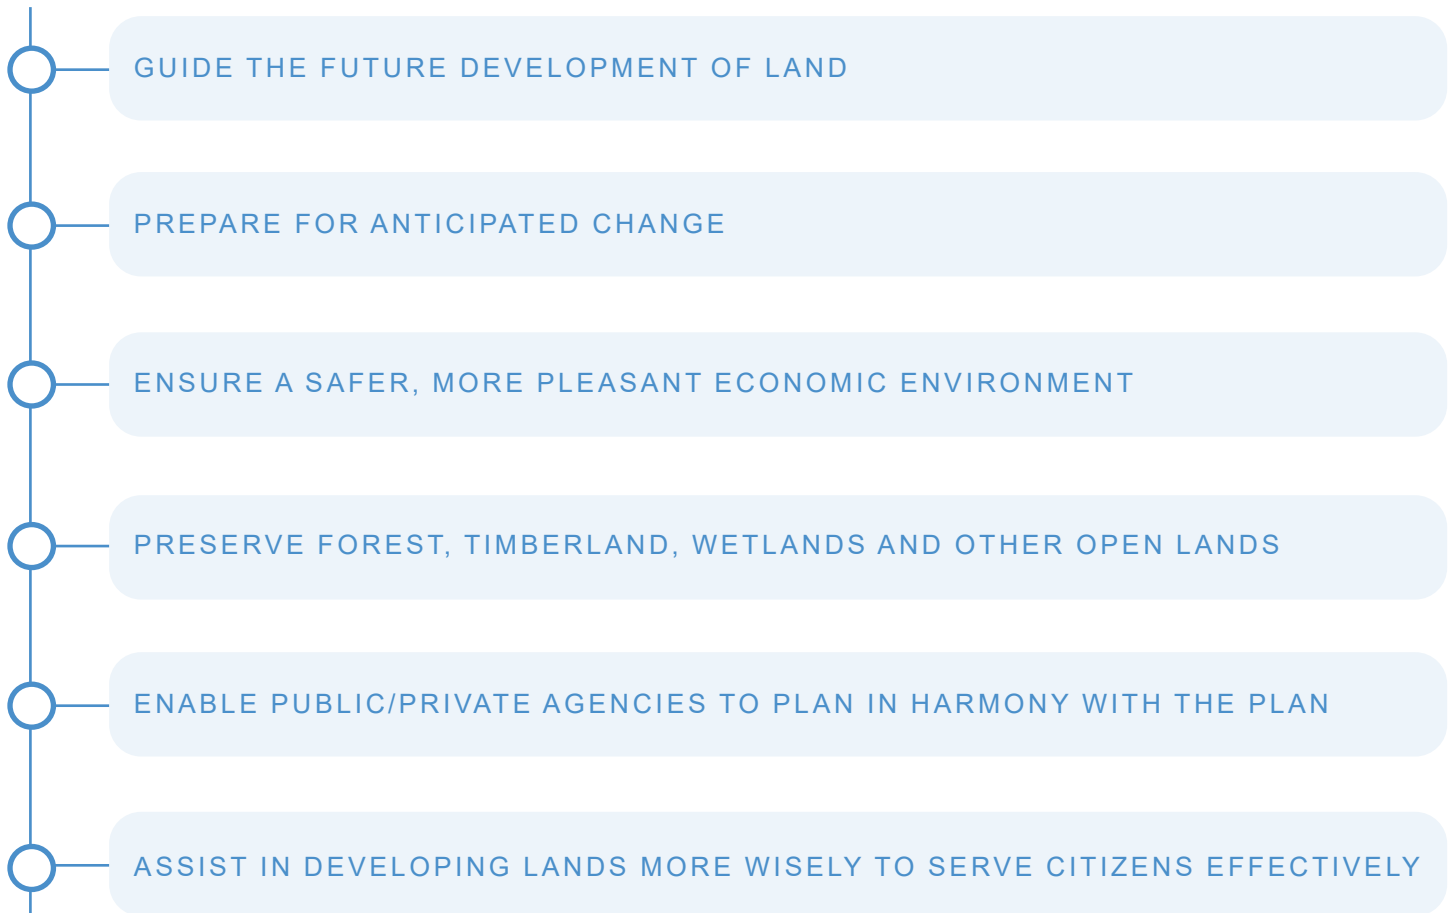 GUIDE THE FUTURE DEVELOPMENT OF LAND
PREPARE FOR ANTICIPATED CHANGE
ENSURE A SAFER, MORE PLEASANT ECONOMIC ENVIRONMENT
PRESERVE FOREST, TIMBERLAND, WETLANDS AND OTHER OPEN LANDS
ENABLE PUBLIC/PRIVATE AGENCIES TO PLAN IN HARMONY WITH THE PLAN
ASSIST IN DEVELOPING LANDS MORE WISELY TO SERVE CITIZENS EFFECTIVELY